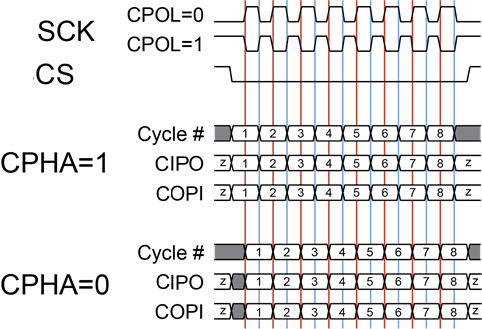 SCK
CPOL=0
CPOL=1
CS
CPHA=1
Cycle # 1 2 3 4 5 6 7 8
CIPO z 1 2 3 4 5 6 7 8 z
COPI z 1 2 3 4 5 6 7 8 z
CPHA=0
Cycle # 1 2 3 4 5 6 7 8
CIPO z 1 2 3 4 5 6 7 8 z
COPI z 1 2 3 4 5 6 7 8 z